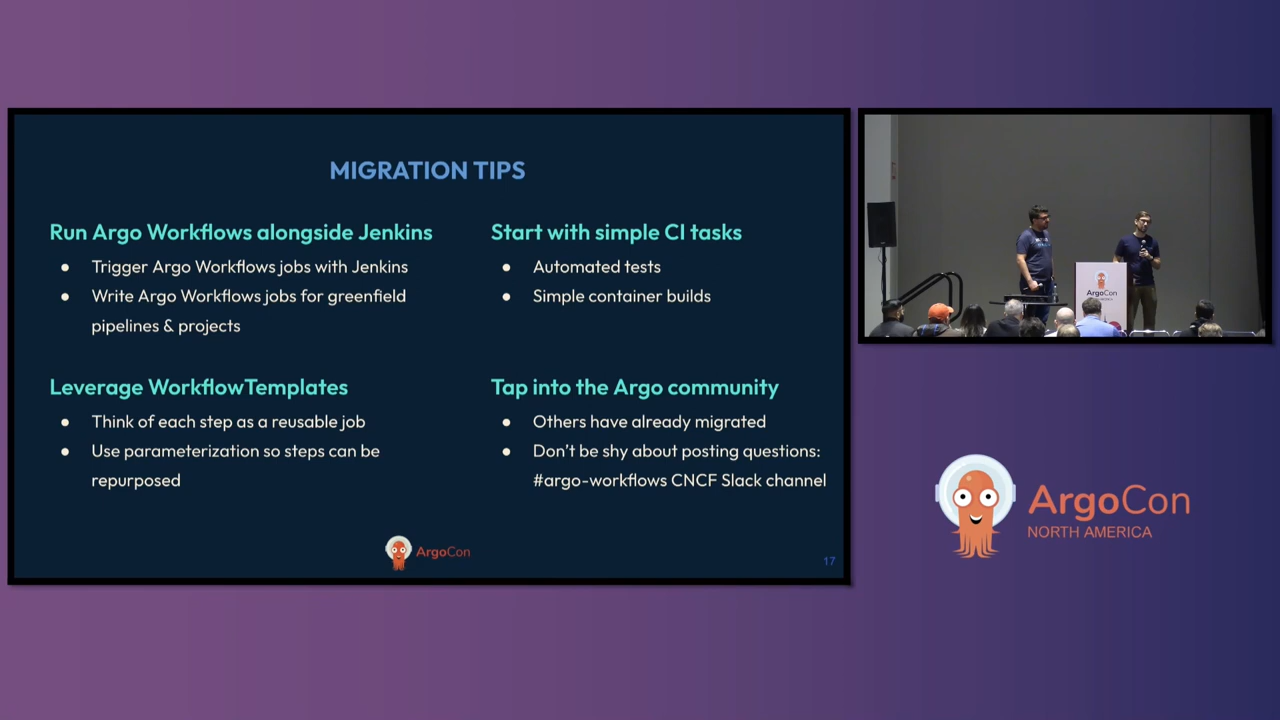 MIGRATION TIPS
Run Argo Workflows alongside Jenkins
● Trigger Argo Workflows jobs with Jenkins
● Write Argo Workflows jobs for greenfield
pipelines & projects
Start with simple CI tasks
● Automated tests
● Simple container builds
Leverage WorkflowTemplates
● Think of each step as a reusable job
● Use parameterization so steps can be
repurposed
Tap into the Argo community
● Others have already migrated
● Don't be shy about posting questions:
#argo-workflows CNCF Slack channel
ArgoCon
17
ArgoCon
ArgoCon
NORTH AMERICA